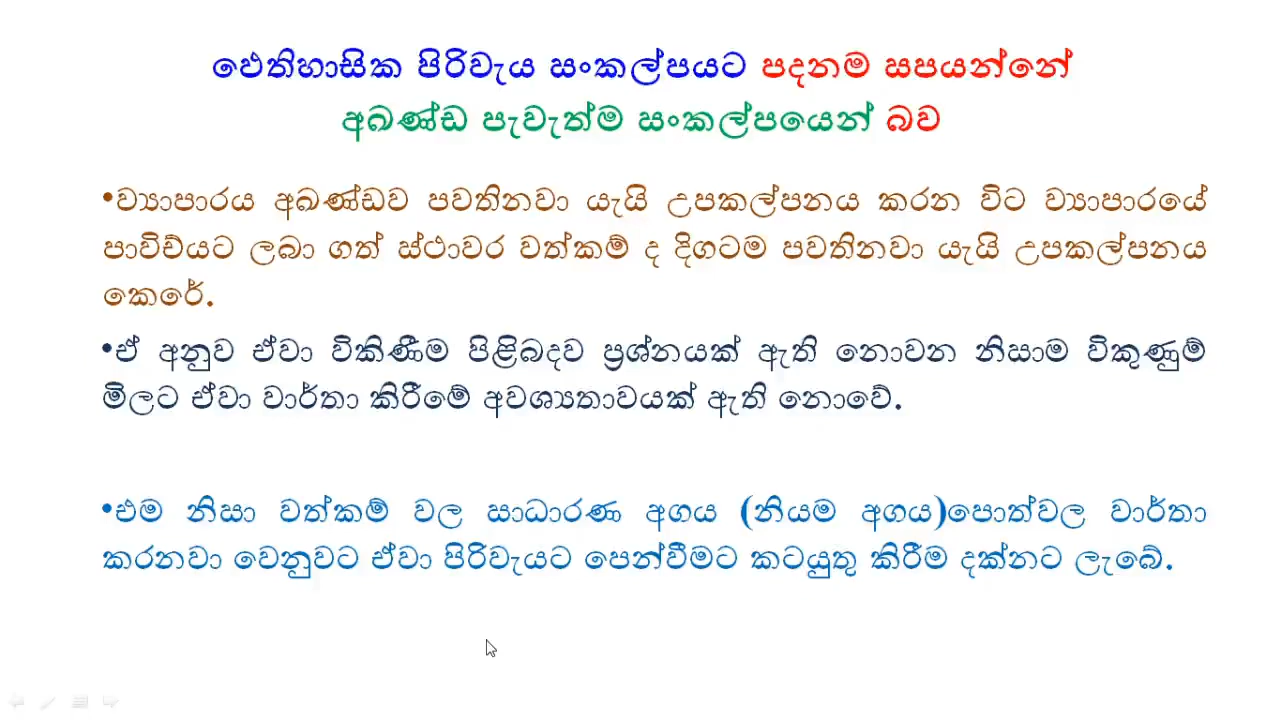 ඓතිහාසික පිරිවැය සංකල්පයට පදනම සපයන්නේ
අඛණ්ඩ පැවැත්ම සංකල්පයෙන් බව
•ව්‍යාපාරය අඛණ්ඩව පවතිනවා යැයි උපකල්පනය කරන විට ව්‍යාපාරයේ
පාවිච්යට ලබා ගත් ස්ථාවර වත්කම් ද දිගටම පවතිනවා යැයි උපකල්පනය
කෙරේ.
•ඒ අනුව ඒවා විකිණීම පිළිබදව ප්‍රශ්නයක් ඇති නොවන නිසාම විකුණුම්
මිලට ඒවා වාර්තා කිරීමේ අවශ්‍යතාවයක් ඇති නොවේ.
•එම නිසා වත්කම් වල සාධාරණ අගය (නියම අගය)පොත්වල වාර්තා
කරනවා වෙනුවට ඒවා පිරිවැයට පෙන්වීමට කටයුතු කිරීම දක්නට ලැබේ.